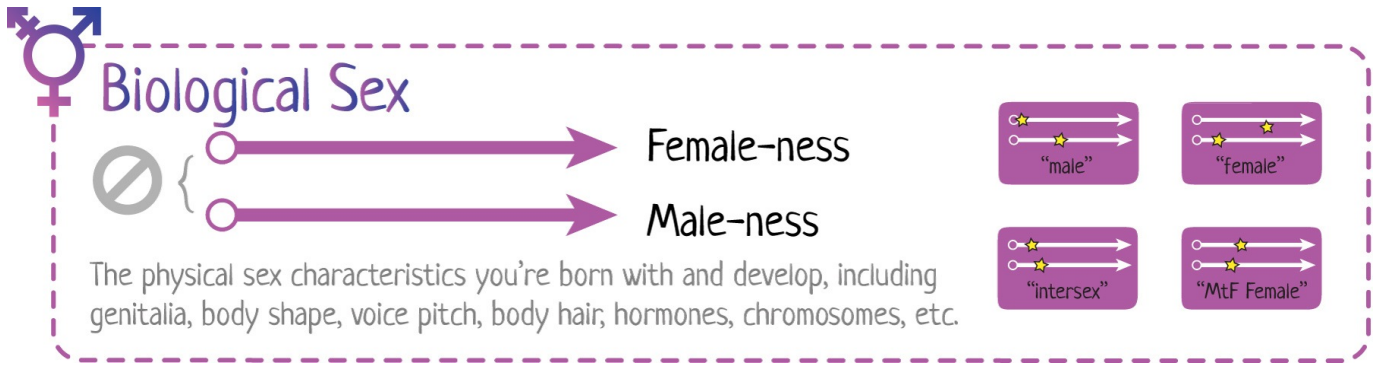 Biological Sex
Female-ness
Male-ness
The physical sex characteristics you're born with and develop, including
genitalia, body shape, voice pitch, body hair, hormones, chromosomes, etc.
"male"
"female"
"intersex"
"MtF Female"